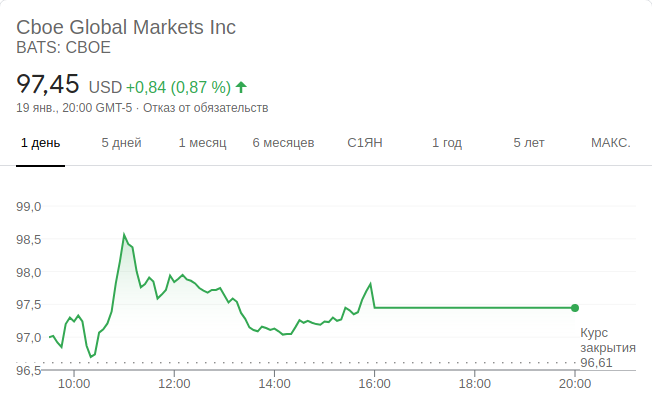 Cboe Global Markets Inc
BATS: CBOE
97,45 USD +0,84 (0,87 %)
19 янв., 20:00 GMT-5 · Отказ от обязательств
1 день 5 дней 1 месяц 6 месяцев С1ЯН 1 год 5 лет МАКС.
99,0
98,5
98,0
97,5
97,0
96,5
Курс
закрытия
96,61
10:00 12:00 14:00 16:00 18:00 20:00